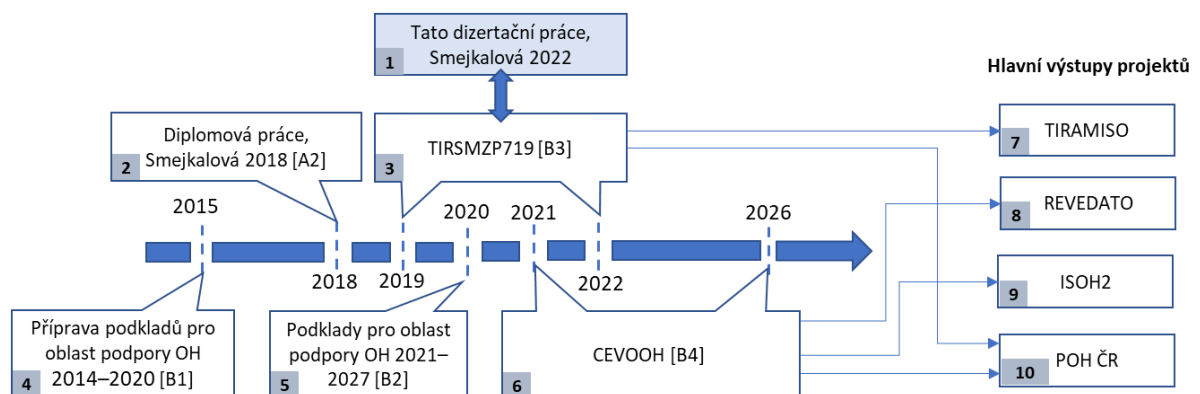 Tato dizertační práce,
Smejkalová 2022
1
Hlavní výstupy projektů
Diplomová práce,
Smejkalová 2018 [A2]
2
TIRSMZP719 [B3]
3
TIRAMISO
7
REVEDATO
8
ISOH2
9
POH ČR
10
2015
2018
2019
2020
2021
2022
2026
Příprava podkladů pro
oblast podpory OH
2014–2020 [B1]
4
Podklady pro oblast
podpory OH 2021–
2027 [B2]
5
CEVOOH [B4]
6